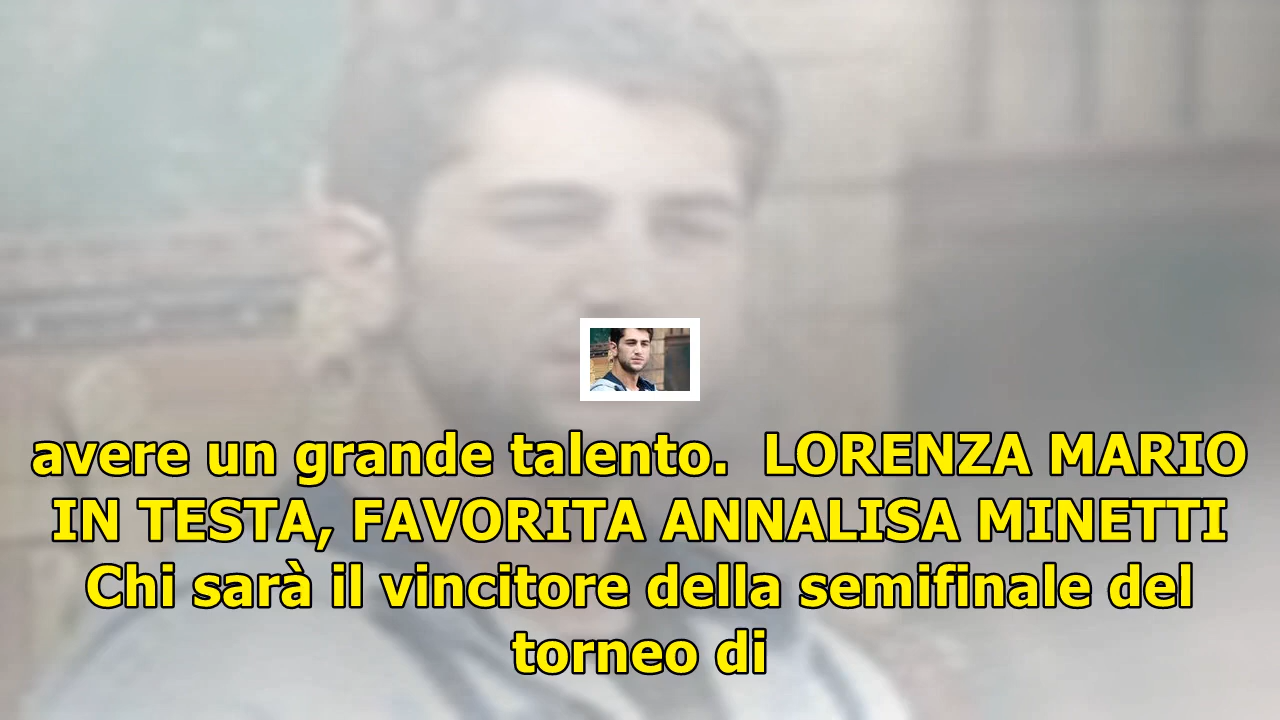 avere un grande talento.  LORENZA MARIO
IN TESTA, FAVORITA ANNALISA MINETTI
Chi sarà il vincitore della semifinale del
torneo di